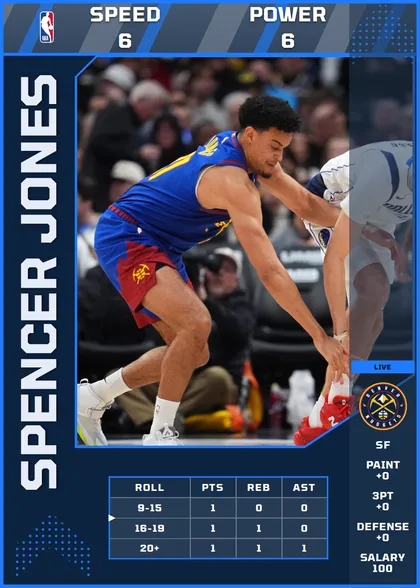 SPEED
6
POWER
6
SPENCER JONES
LIVE
SF
PAINT
+0
3PT
+0
DEFENSE
+0
SALARY
100
ROLL PTS REB AST
9-15 1 0 0
16-19 1 1 0
20+ 1 1 1